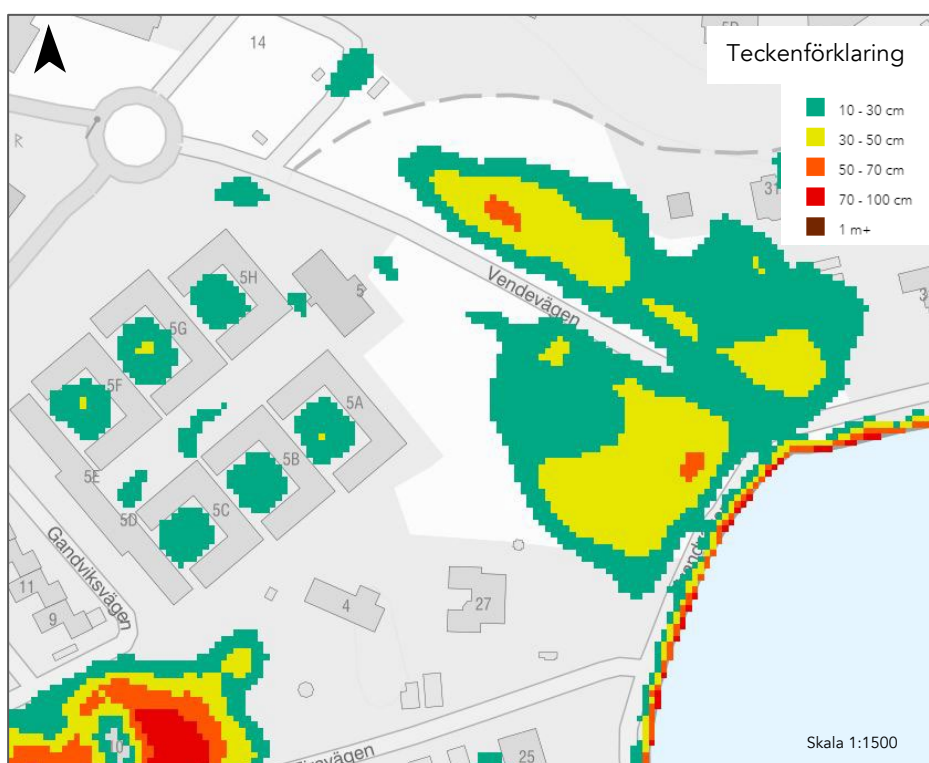 Teckenförklaring
10 - 30 cm
30 - 50 cm
50 - 70 cm
70 - 100 cm
1 m+
14
R
31
5H
5
Vendevägen
5G
5F
5A
5B
5E
5C
5D
Gandviksvägen
11
9
4
27
25
Skala 1:1500